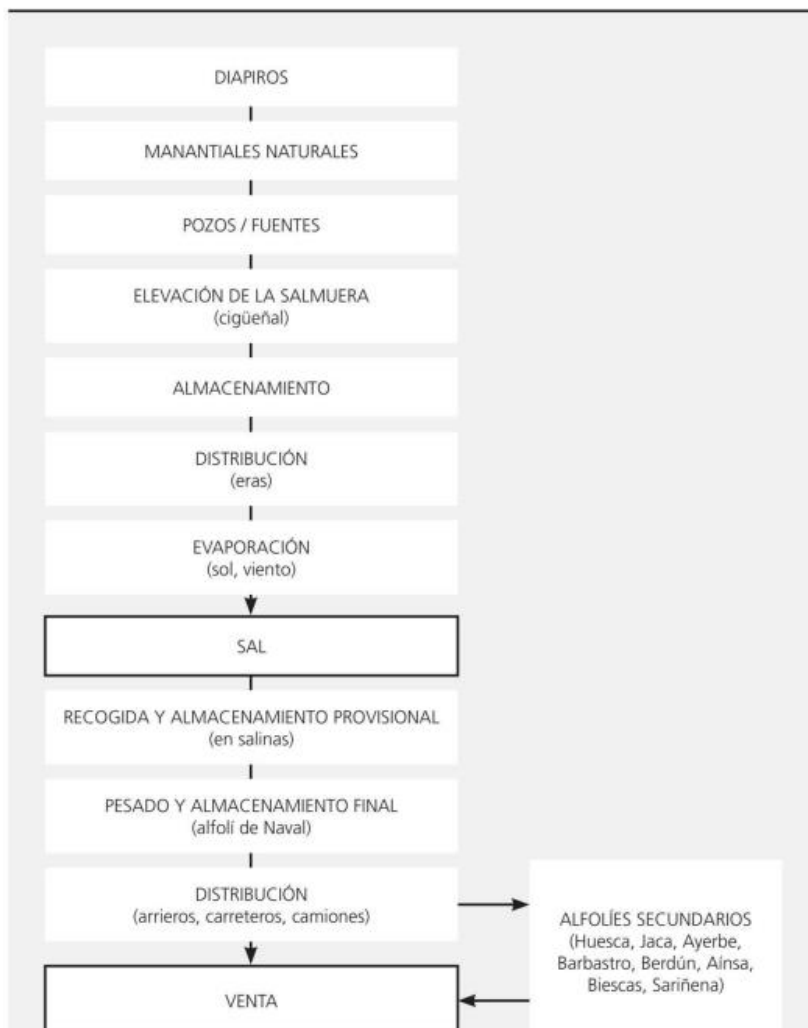 DIAPIROS
MANANTIALES NATURALES
POZOS / FUENTES
ELEVACIÓN DE LA SALMUERA
(cigüeñal)
ALMACENAMIENTO
DISTRIBUCIÓN
(eras)
EVAPORACIÓN
(sol, viento)
SAL
RECOGIDA Y ALMACENAMIENTO PROVISIONAL
(en salinas)
PESADO Y ALMACENAMIENTO FINAL
(alfolí de Naval)
DISTRIBUCIÓN
(arrieros, carreteros, camiones)
ALFOLÍES SECUNDARIOS
(Huesca, Jaca, Ayerbe,
Barbastro, Berdún, Aínsa,
Biescas, Sariñena)
VENTA